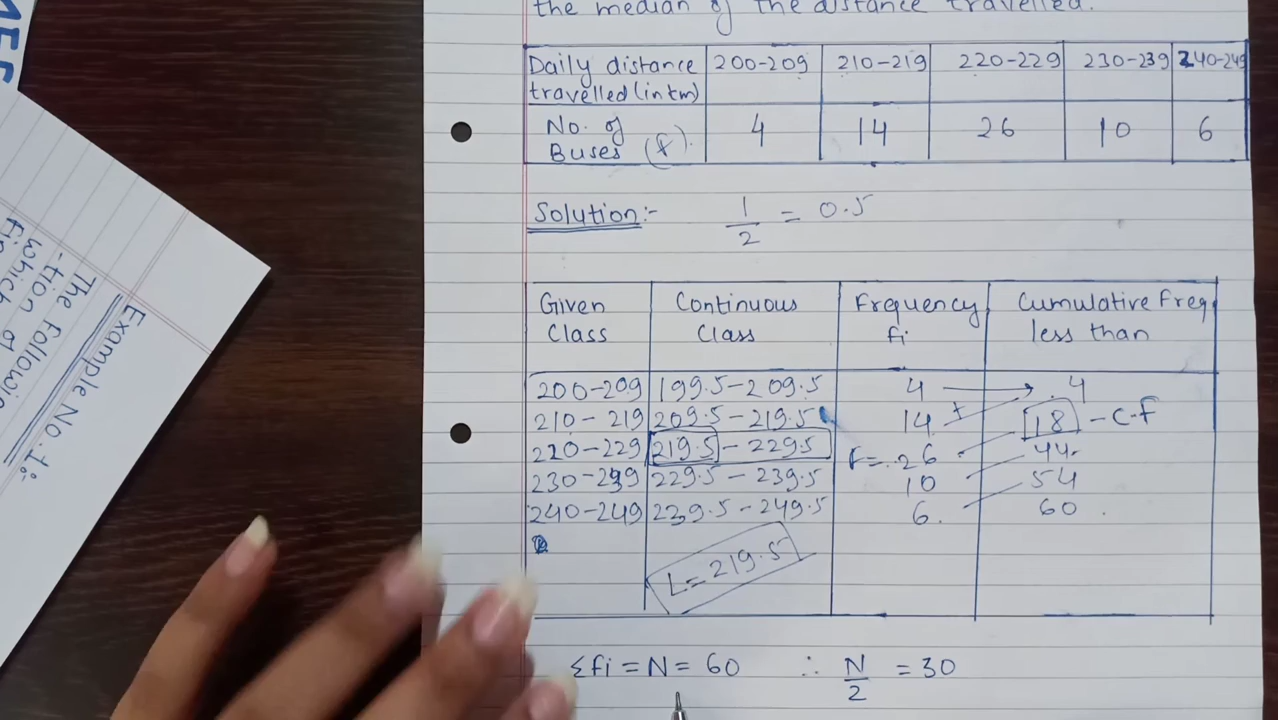 the median of the distance travelled.
Daily distance travelled (in km) 200-209 210-219 220-229 230-239 240-249
No. of Buses (f) 4 14 26 10 6
Solution:- 1/2 = 0.5
Given Class Continuous Class Frequency fi Cumulative Freq less than
200-209 199.5-209.5 4 4
210-219 209.5-219.5 14 + 18 - C.F
220-229 219.5-229.5 F= 26 44
230-239 229.5-239.5 10 54
240-249 239.5-249.5 6 60
L=219.5
Σfi = N = 60 ∴ N/2 = 30
Example No.1:
The Followi
-tion of
which
Fi